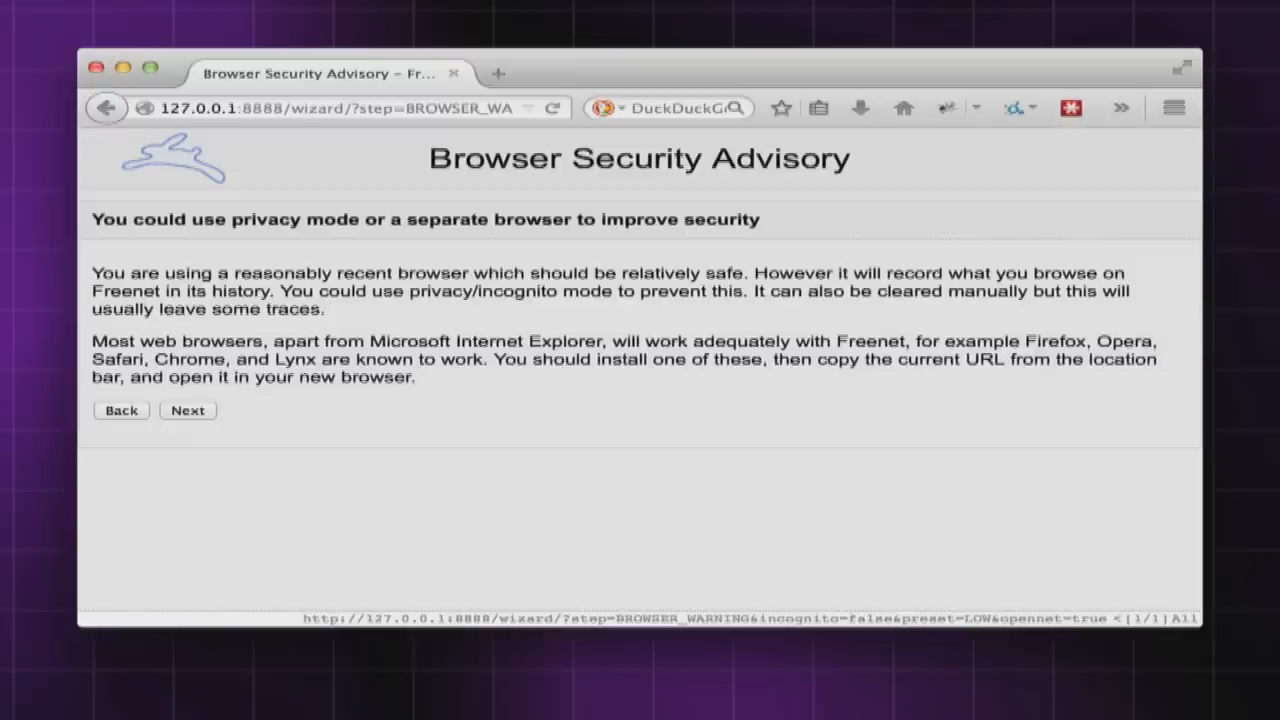 Browser Security Advisory - Fr...
127.0.0.1:8888/wizard/?step=BROWSER_WA
DuckDuckG
Browser Security Advisory
You could use privacy mode or a separate browser to improve security
You are using a reasonably recent browser which should be relatively safe. However it will record what you browse on
Freenet in its history. You could use privacy/incognito mode to prevent this. It can also be cleared manually but this will
usually leave some traces.
Most web browsers, apart from Microsoft Internet Explorer, will work adequately with Freenet, for example Firefox, Opera,
Safari, Chrome, and Lynx are known to work. You should install one of these, then copy the current URL from the location
bar, and open it in your new browser.
Back Next
http://127.0.0.1:8888/wizard/?step=BROWSER_WARNING&incognito=false&preset=LOW&opennet=true <[1/1]All